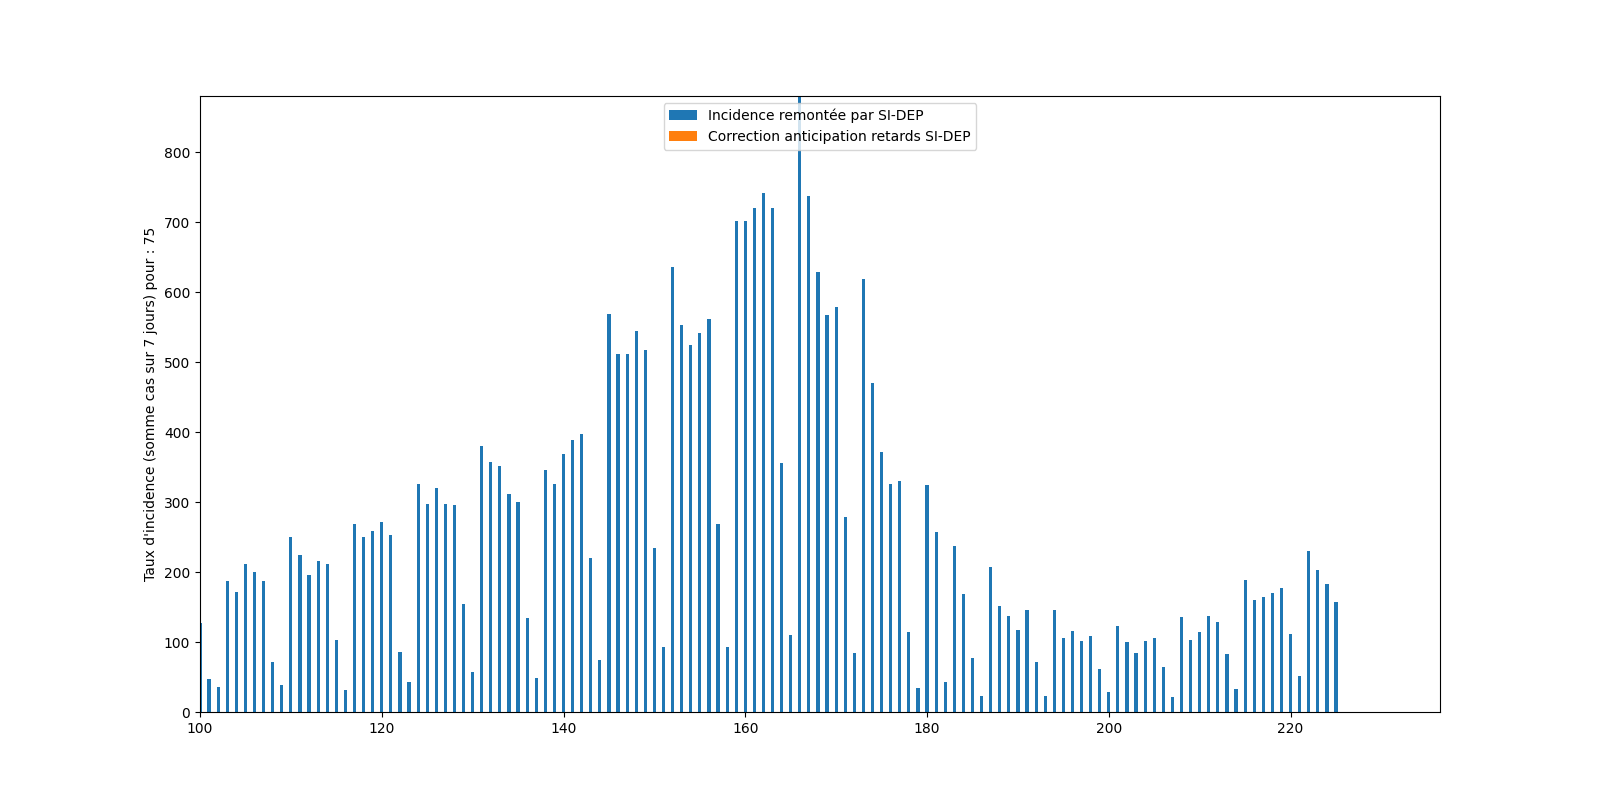 Incidence remontée par SI-DEP
Correction anticipation retards SI-DEP
Taux d'incidence (somme cas sur 7 jours) pour : 75
800
700
600
500
400
300
200
100
0
100 120 140 160 180 200 220